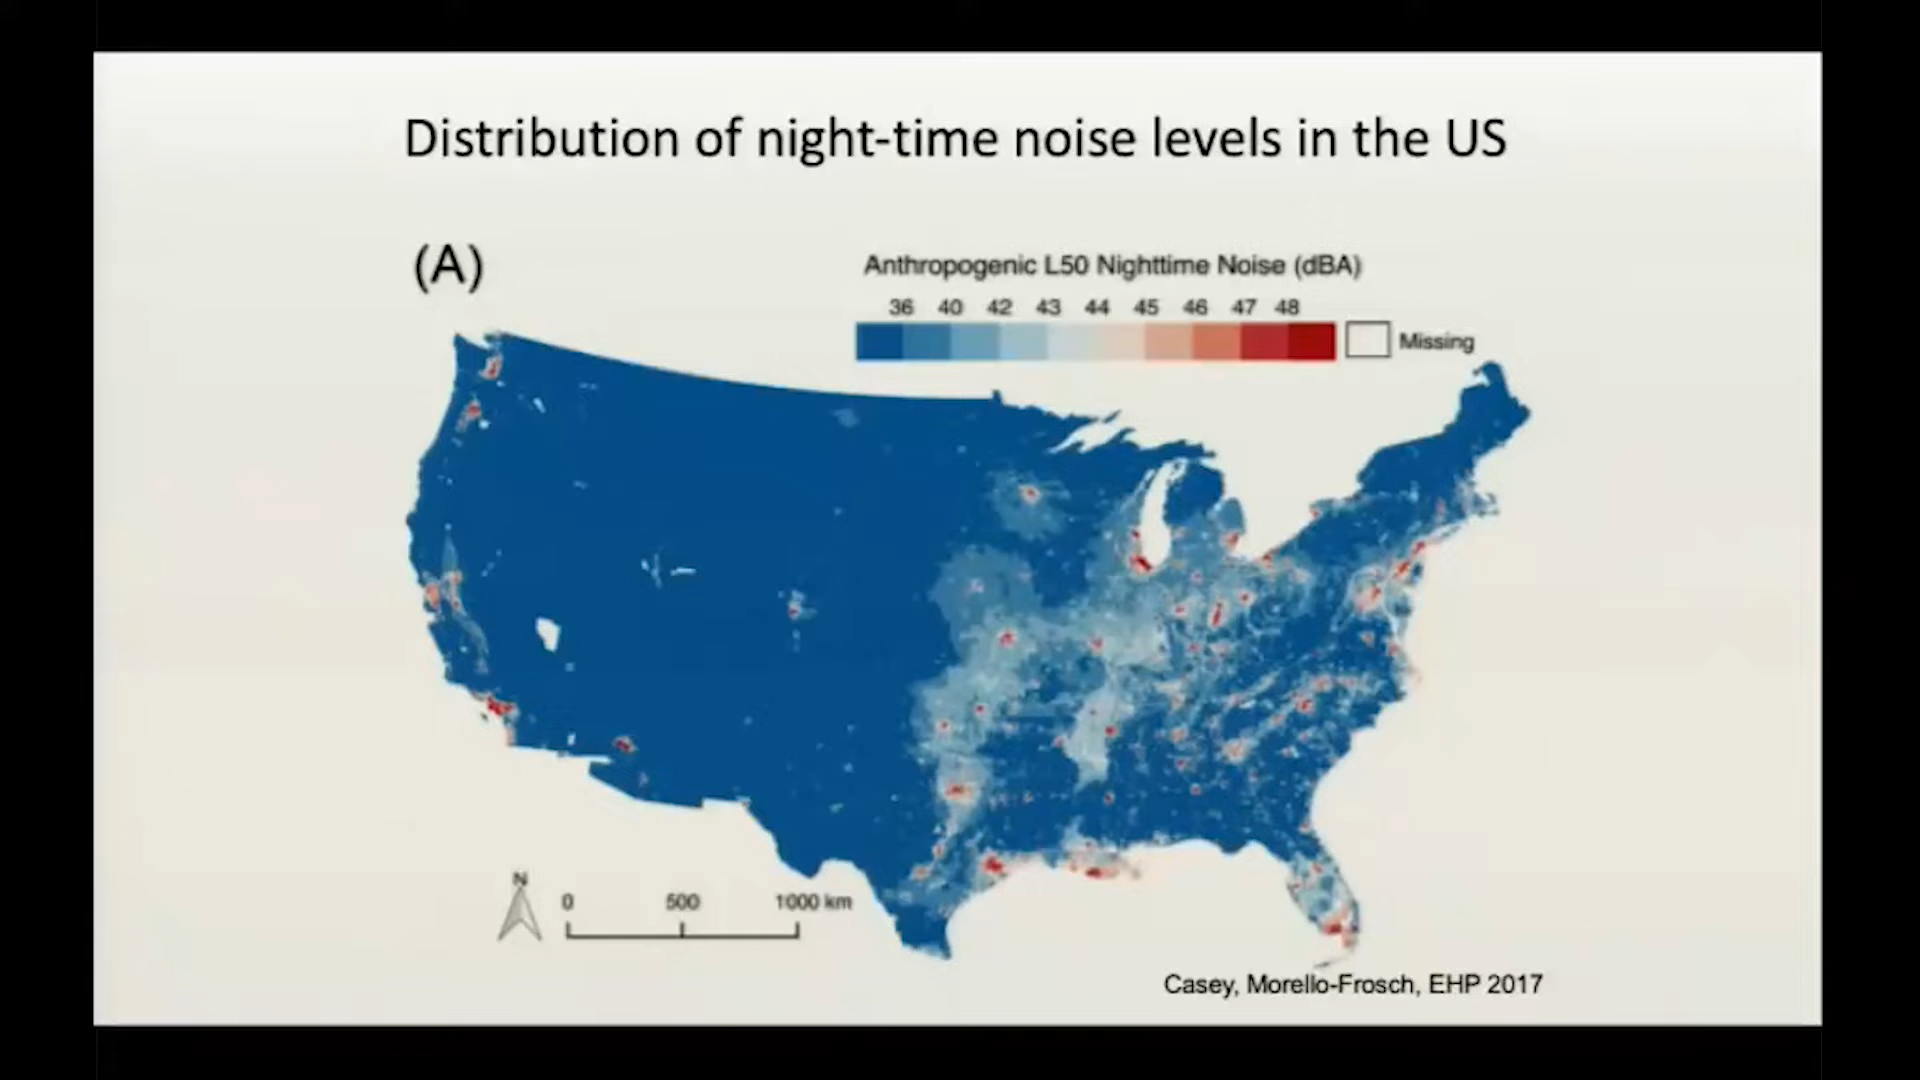 Distribution of night-time noise levels in the US
(A)
Anthropogenic L50 Nighttime Noise (dBA)
36 40 42 43 44 45 46 47 48
Missing
N
0 500 1000 km
Casey, Morello-Frosch, EHP 2017